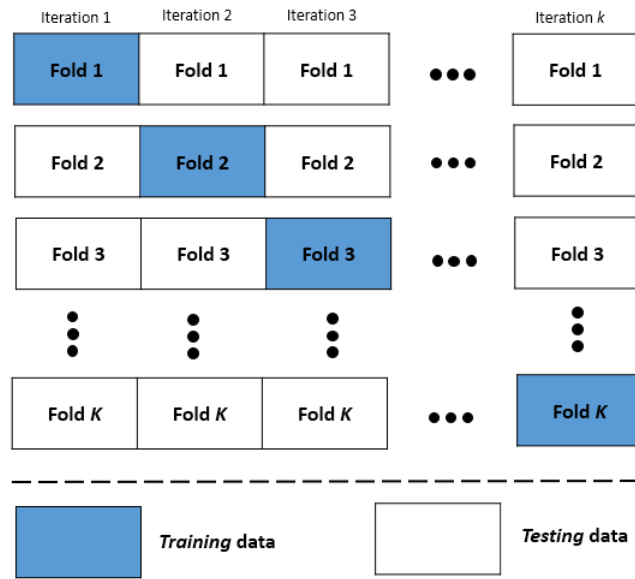 Iteration 1 Iteration 2 Iteration 3 Iteration k
Fold 1 Fold 1 Fold 1 Fold 1
Fold 2 Fold 2 Fold 2 Fold 2
Fold 3 Fold 3 Fold 3 Fold 3
Fold K Fold K Fold K Fold K
Training data Testing data